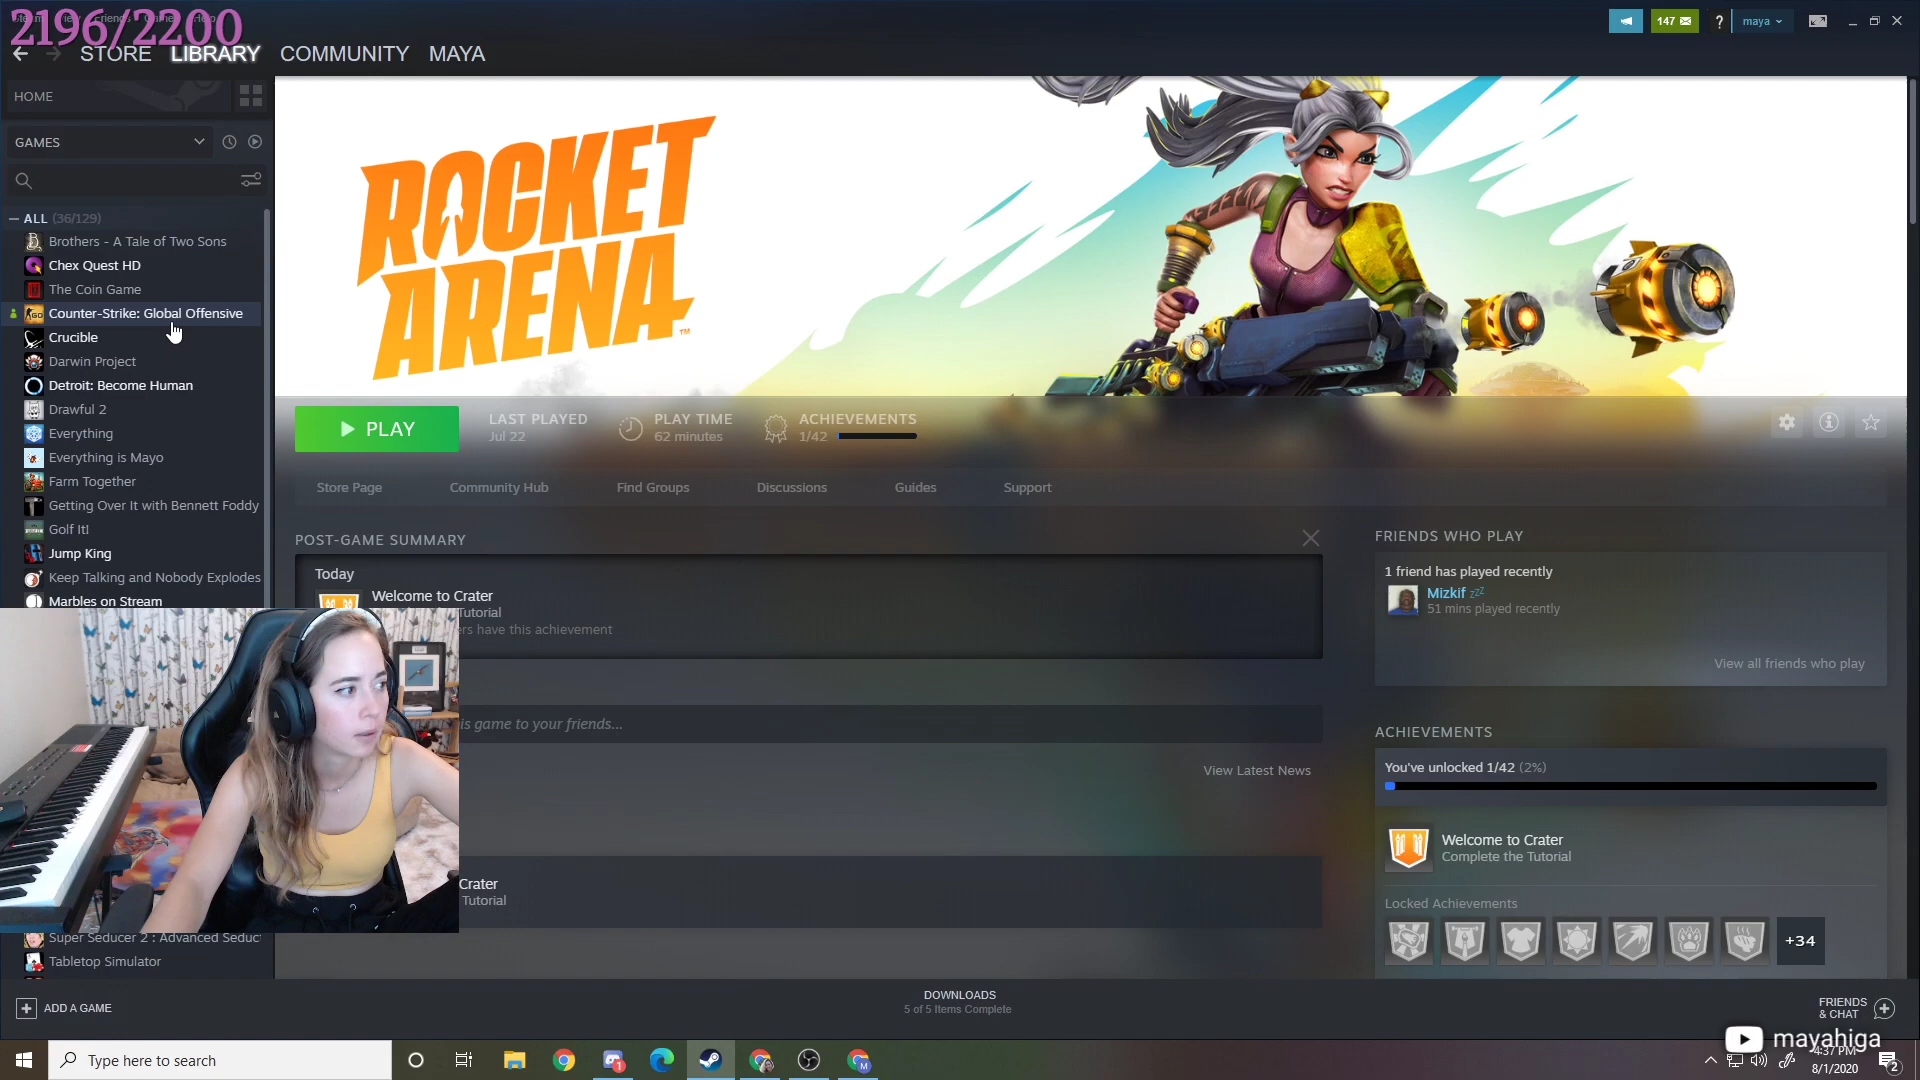 2196/2200
147
?
maya
STORE
LIBRARY
COMMUNITY
MAYA
HOME
GAMES
— ALL (36/129)
Brothers - A Tale of Two Sons
Chex Quest HD
The Coin Game
Counter-Strike: Global Offensive
Crucible
Darwin Project
Detroit: Become Human
Drawful 2
Everything
Everything is Mayo
Farm Together
Getting Over It with Bennett Foddy
Golf It!
Jump King
Keep Talking and Nobody Explodes
Marbles on Stream
Super Seducer 2 : Advanced Seduc
Tabletop Simulator
ADD A GAME
ROCKET
ARENA™
PLAY
LAST PLAYED
Jul 22
PLAY TIME
62 minutes
ACHIEVEMENTS
1/42
Store Page
Community Hub
Find Groups
Discussions
Guides
Support
POST-GAME SUMMARY
Today
Welcome to Crater
Tutorial
ers have this achievement
is game to your friends...
View Latest News
Crater
Tutorial
FRIENDS WHO PLAY
1 friend has played recently
Mizkif zzz
51 mins played recently
View all friends who play
ACHIEVEMENTS
You've unlocked 1/42 (2%)
Welcome to Crater
Complete the Tutorial
Locked Achievements
+34
DOWNLOADS
5 of 5 Items Complete
FRIENDS
& CHAT
mayahiga
Type here to search
4:37 PM
8/1/2020
2